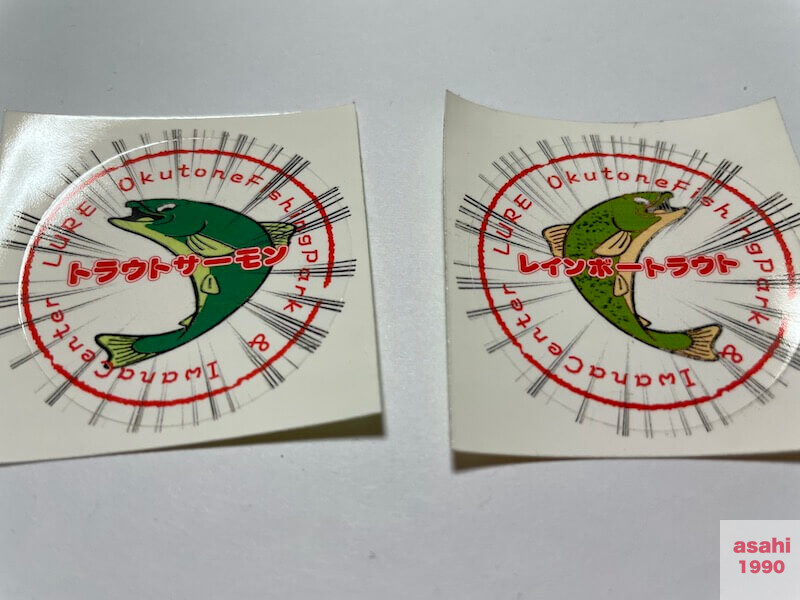 LURE OkutoneFishingPark & IwanaCenter
トラウトサーモン
LURE OkutoneFishingPark & IwanaCenter
レインボートラウト
asahi
1990